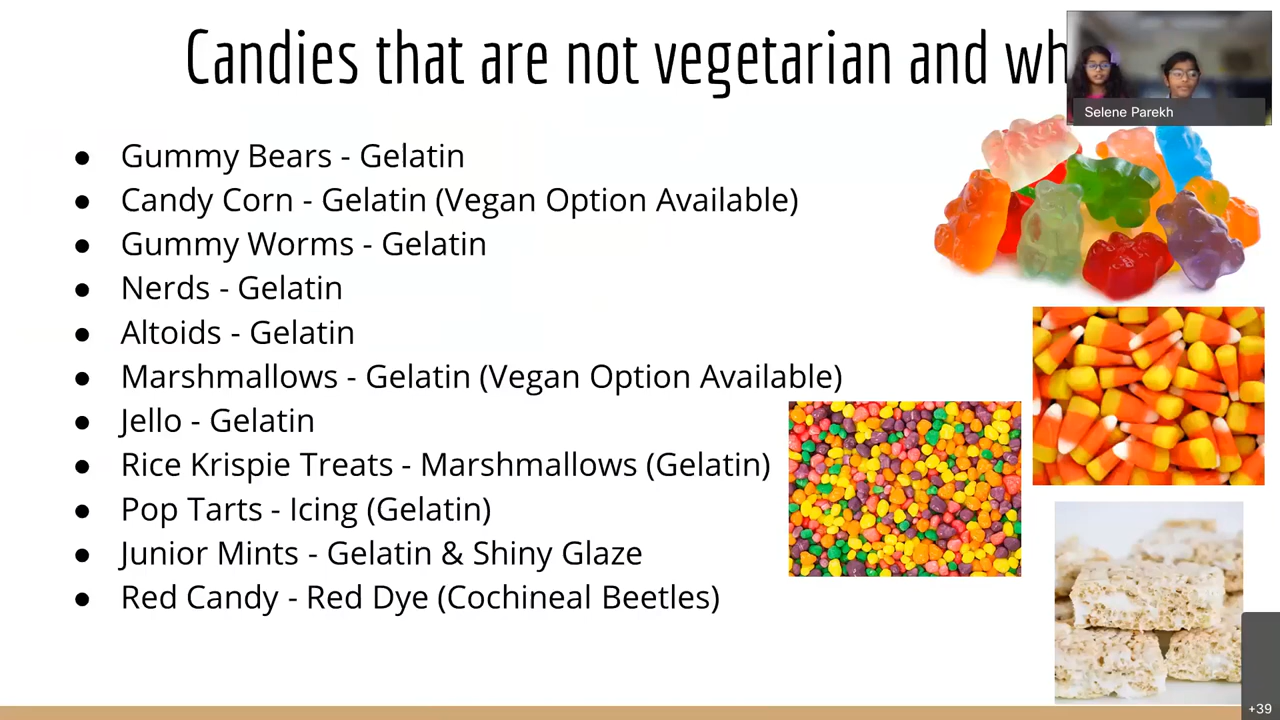 Candies that are not vegetarian and wh
Selene Parekh
● Gummy Bears - Gelatin
● Candy Corn - Gelatin (Vegan Option Available)
● Gummy Worms - Gelatin
● Nerds - Gelatin
● Altoids - Gelatin
● Marshmallows - Gelatin (Vegan Option Available)
● Jello - Gelatin
● Rice Krispie Treats - Marshmallows (Gelatin)
● Pop Tarts - Icing (Gelatin)
● Junior Mints - Gelatin & Shiny Glaze
● Red Candy - Red Dye (Cochineal Beetles)
+39